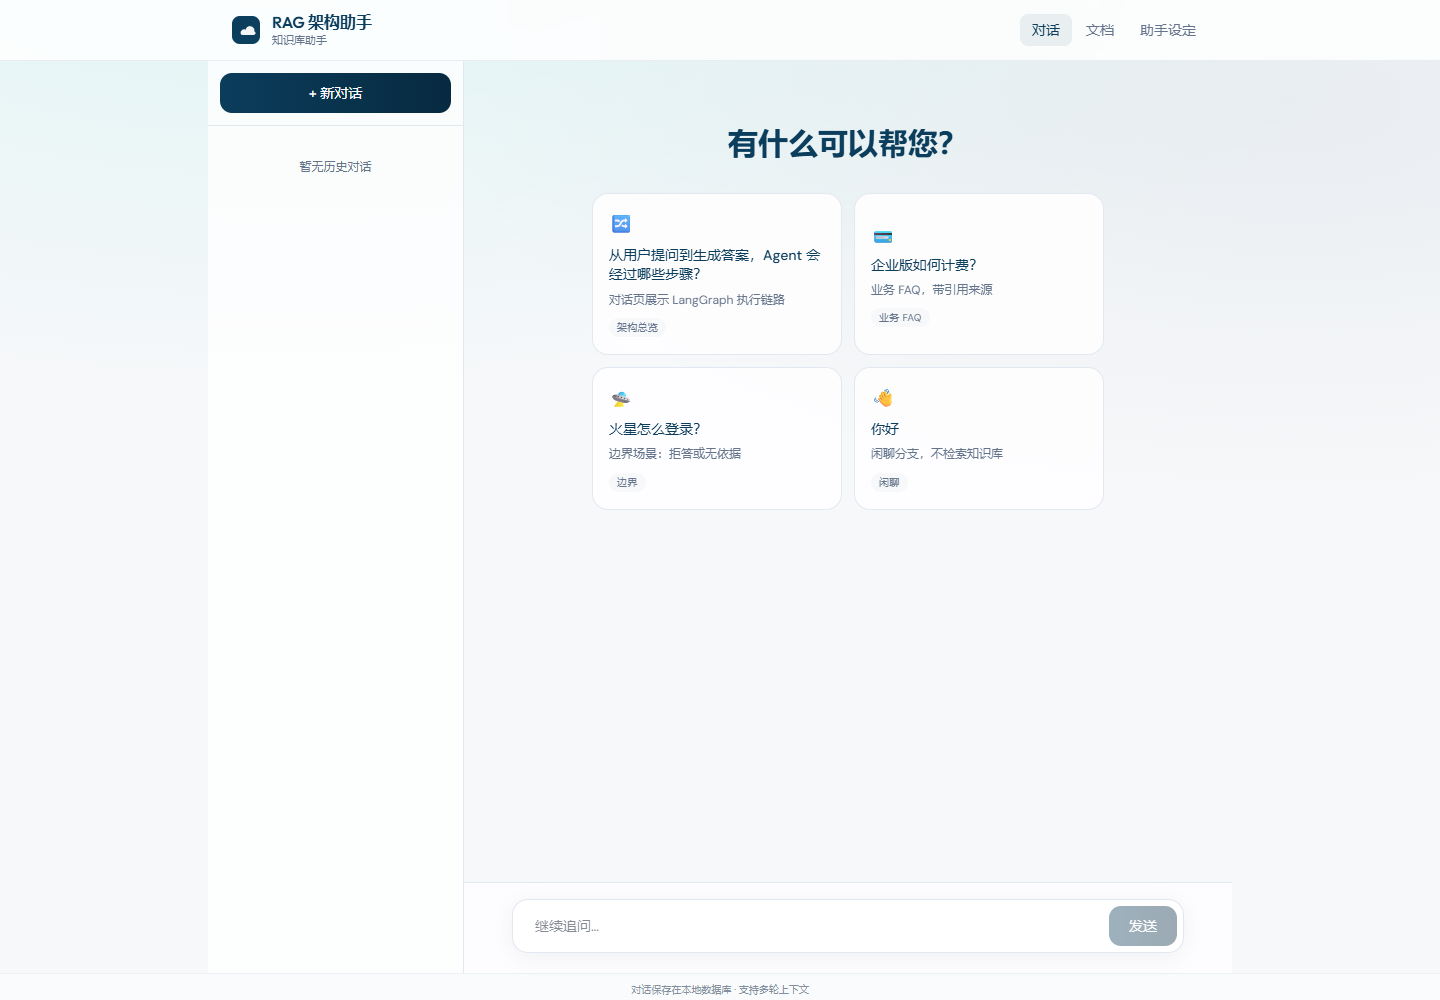 RAG 架构助手
知识库助手
对话
文档
助手设定
+ 新对话
暂无历史对话
有什么可以帮您?
从用户提问到生成答案，Agent 会
经过哪些步骤?
对话页展示 LangGraph 执行链路
架构总览
企业版如何计费?
业务 FAQ，带引用来源
业务 FAQ
火星怎么登录?
边界场景：拒答或无依据
边界
你好
闲聊分支，不检索知识库
闲聊
继续追问...
发送
对话保存在本地数据库 · 支持多轮上下文